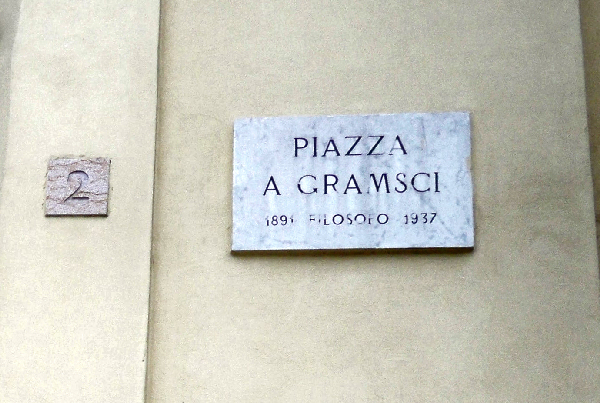 2
PIAZZA
A GRAMSCI
1891 FILOSOFO 1937